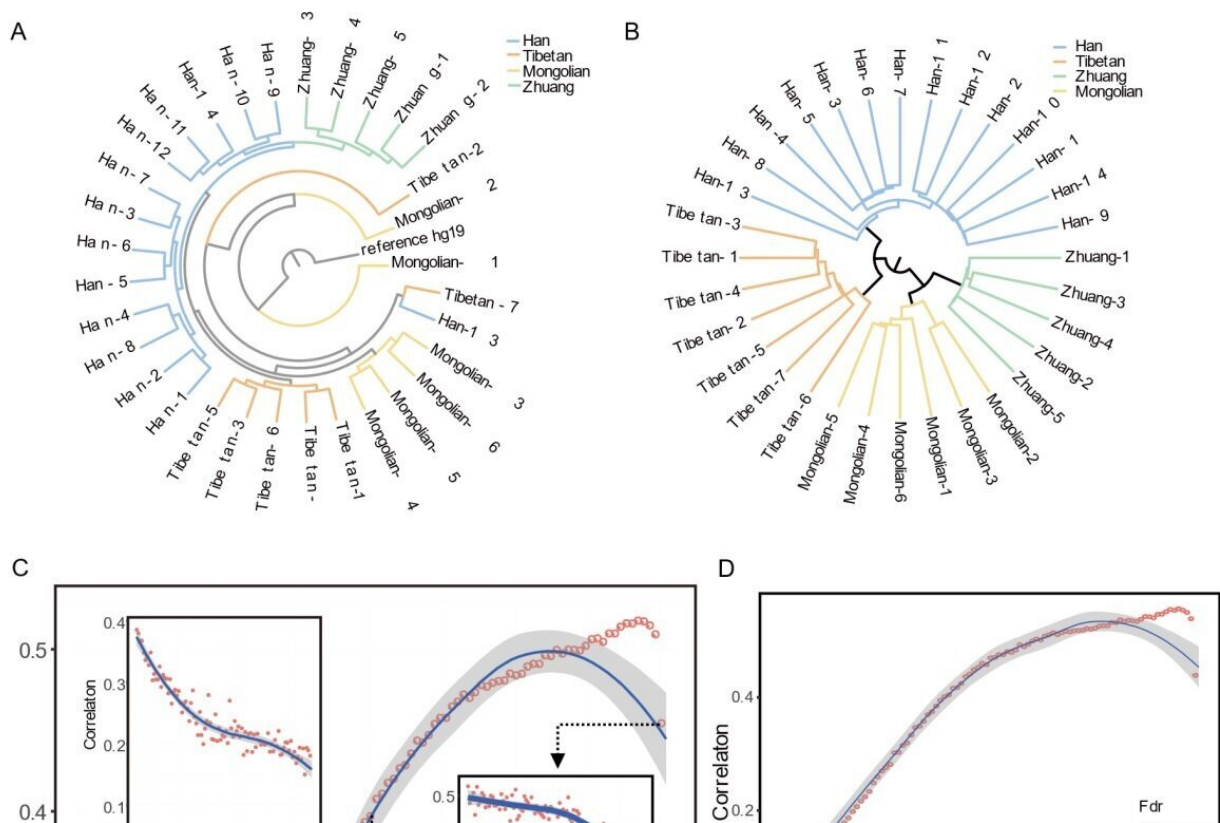 A
Han
Tibetan
Mongolian
Zhuang
Zhuang- 3
Zhuang- 4
Zhuang- 5
Zhuan g-1
Zhuan g-2
Tibe tan-2
Mongolian- 2
reference hg19
Mongolian- 1
Tibetan - 7
Han-1 3
Mongolian- 3
Mongolian- 6
Mongolian- 5
Mongolian- 4
Tibe tan-1
Tibe tan-
Tibe tan- 6
Tibe tan-3
Tibe tan-5
Ha n-1
Ha n-2
Ha n-8
Ha n-4
Han - 5
Ha n- 6
Ha n-3
Ha n-7
Ha n-12
Ha n-11
Han-1 4
Ha n-10
Ha n- 9
B
Han
Tibetan
Zhuang
Mongolian
Han- 7
Han-1 1
Han-1 2
Han- 2
Han-1 0
Han- 1
Han-1 4
Han- 9
Zhuang-1
Zhuang-3
Zhuang-4
Zhuang-2
Zhuang-5
Mongolian-2
Mongolian-3
Mongolian-1
Mongolian-6
Mongolian-4
Mongolian-5
Tibe tan -6
Tibe tan-7
Tibe tan -5
Tibe tan- 2
Tibe tan-4
Tibe tan- 1
Tibe tan -3
Han-1 3
Han- 8
Han -4
Han- 5
Han- 3
Han- 6
C
0.5
0.4
Correlaton
0.4
0.3
0.2
0.1
0.5
D
Correlaton
0.4
0.2
Fdr